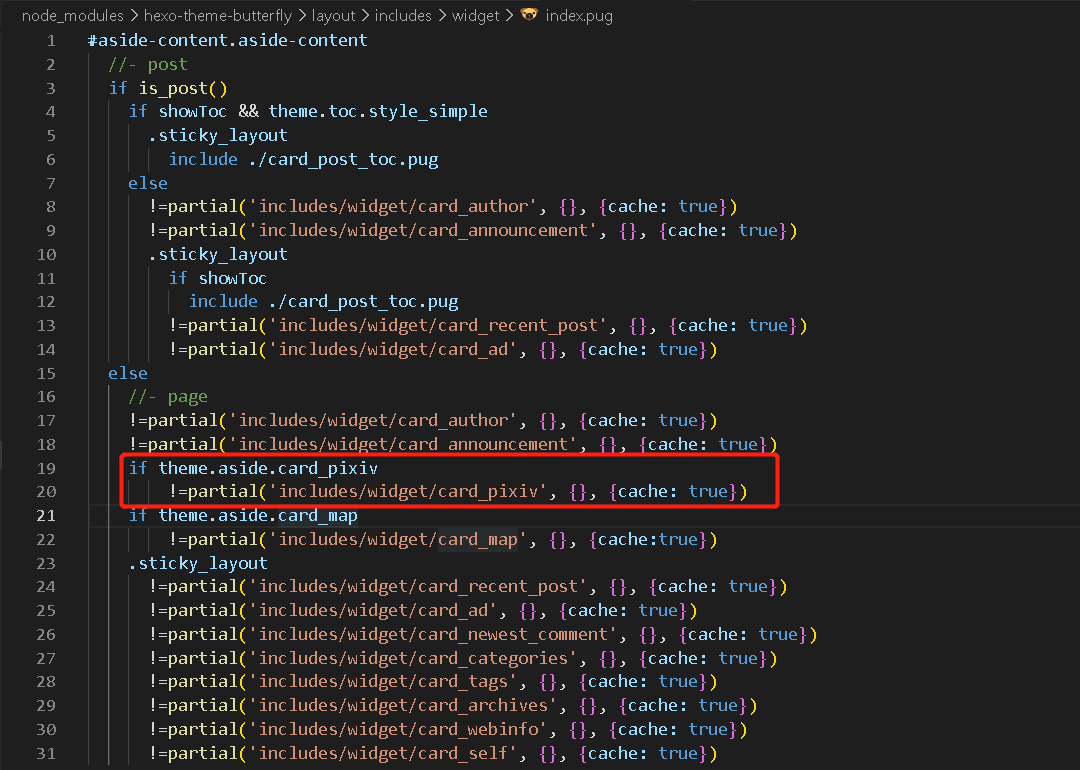 node_modules > hexo-theme-butterfly > layout > includes > widget > index.pug
1 #aside-content.aside-content
2 //- post
3 if is_post()
4 if showToc && theme.toc.style_simple
5 .sticky_layout
6 include ./card_post_toc.pug
7 else
8 !=partial('includes/widget/card_author', {}, {cache: true})
9 !=partial('includes/widget/card_announcement', {}, {cache: true})
10 .sticky_layout
11 if showToc
12 include ./card_post_toc.pug
13 !=partial('includes/widget/card_recent_post', {}, {cache: true})
14 !=partial('includes/widget/card_ad', {}, {cache: true})
15 else
16 //- page
17 !=partial('includes/widget/card_author', {}, {cache: true})
18 !=partial('includes/widget/card_announcement', {}, {cache: true})
19 if theme.aside.card_pixiv
20 !=partial('includes/widget/card_pixiv', {}, {cache: true})
21 if theme.aside.card_map
22 !=partial('includes/widget/card_map', {}, {cache:true})
23 .sticky_layout
24 !=partial('includes/widget/card_recent_post', {}, {cache: true})
25 !=partial('includes/widget/card_ad', {}, {cache: true})
26 !=partial('includes/widget/card_newest_comment', {}, {cache: true})
27 !=partial('includes/widget/card_categories', {}, {cache: true})
28 !=partial('includes/widget/card_tags', {}, {cache: true})
29 !=partial('includes/widget/card_archives', {}, {cache: true})
30 !=partial('includes/widget/card_webinfo', {}, {cache: true})
31 !=partial('includes/widget/card_self', {}, {cache: true})